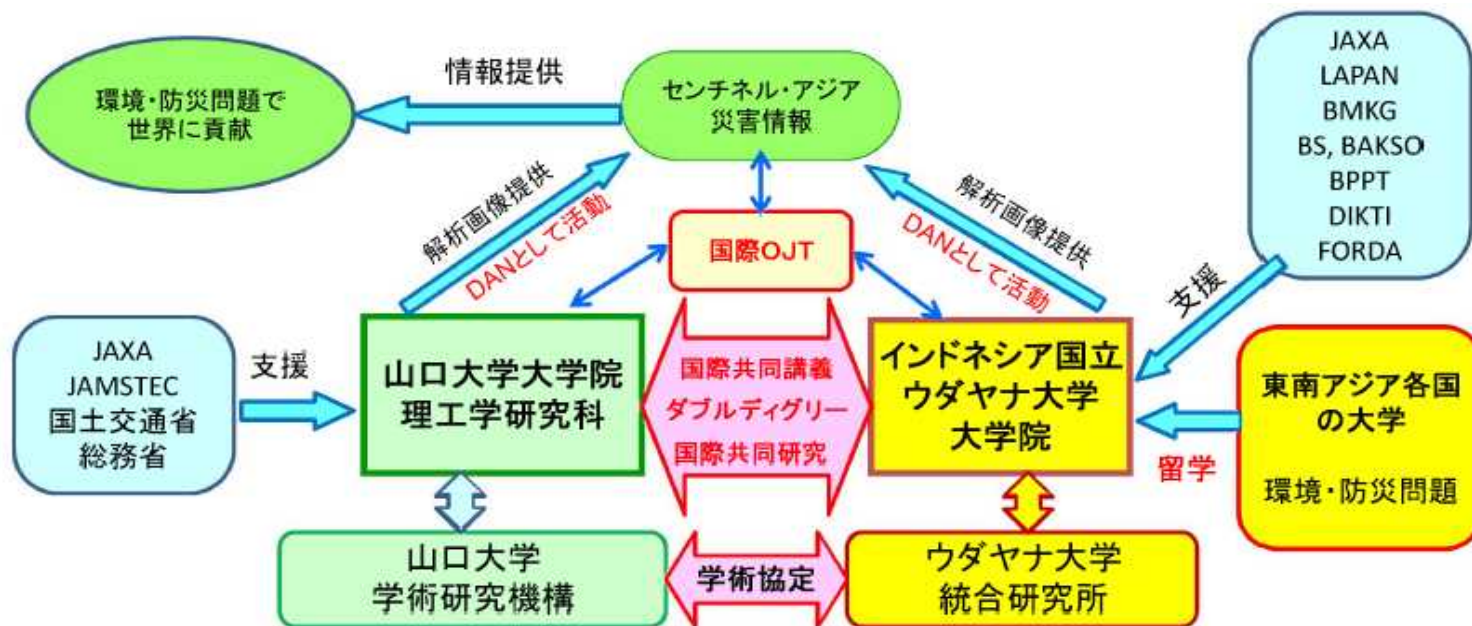 環境・防災問題で
世界に貢献
情報提供
センチネル・アジア
災害情報
JAXA
LAPAN
BMKG
BS, BAKSO
BPPT
DIKTI
FORDA
解析画像提供
DANとして活動
国際OJT
解析画像提供
DANとして活動
支援
JAXA
JAMSTEC
国土交通省
総務省
支援
山口大学大学院
理工学研究科
国際共同講義
ダブルディグリー
国際共同研究
インドネシア国立
ウダヤナ大学
大学院
東南アジア各国
の大学
環境・防災問題
留学
山口大学
学術研究機構
学術協定
ウダヤナ大学
統合研究所